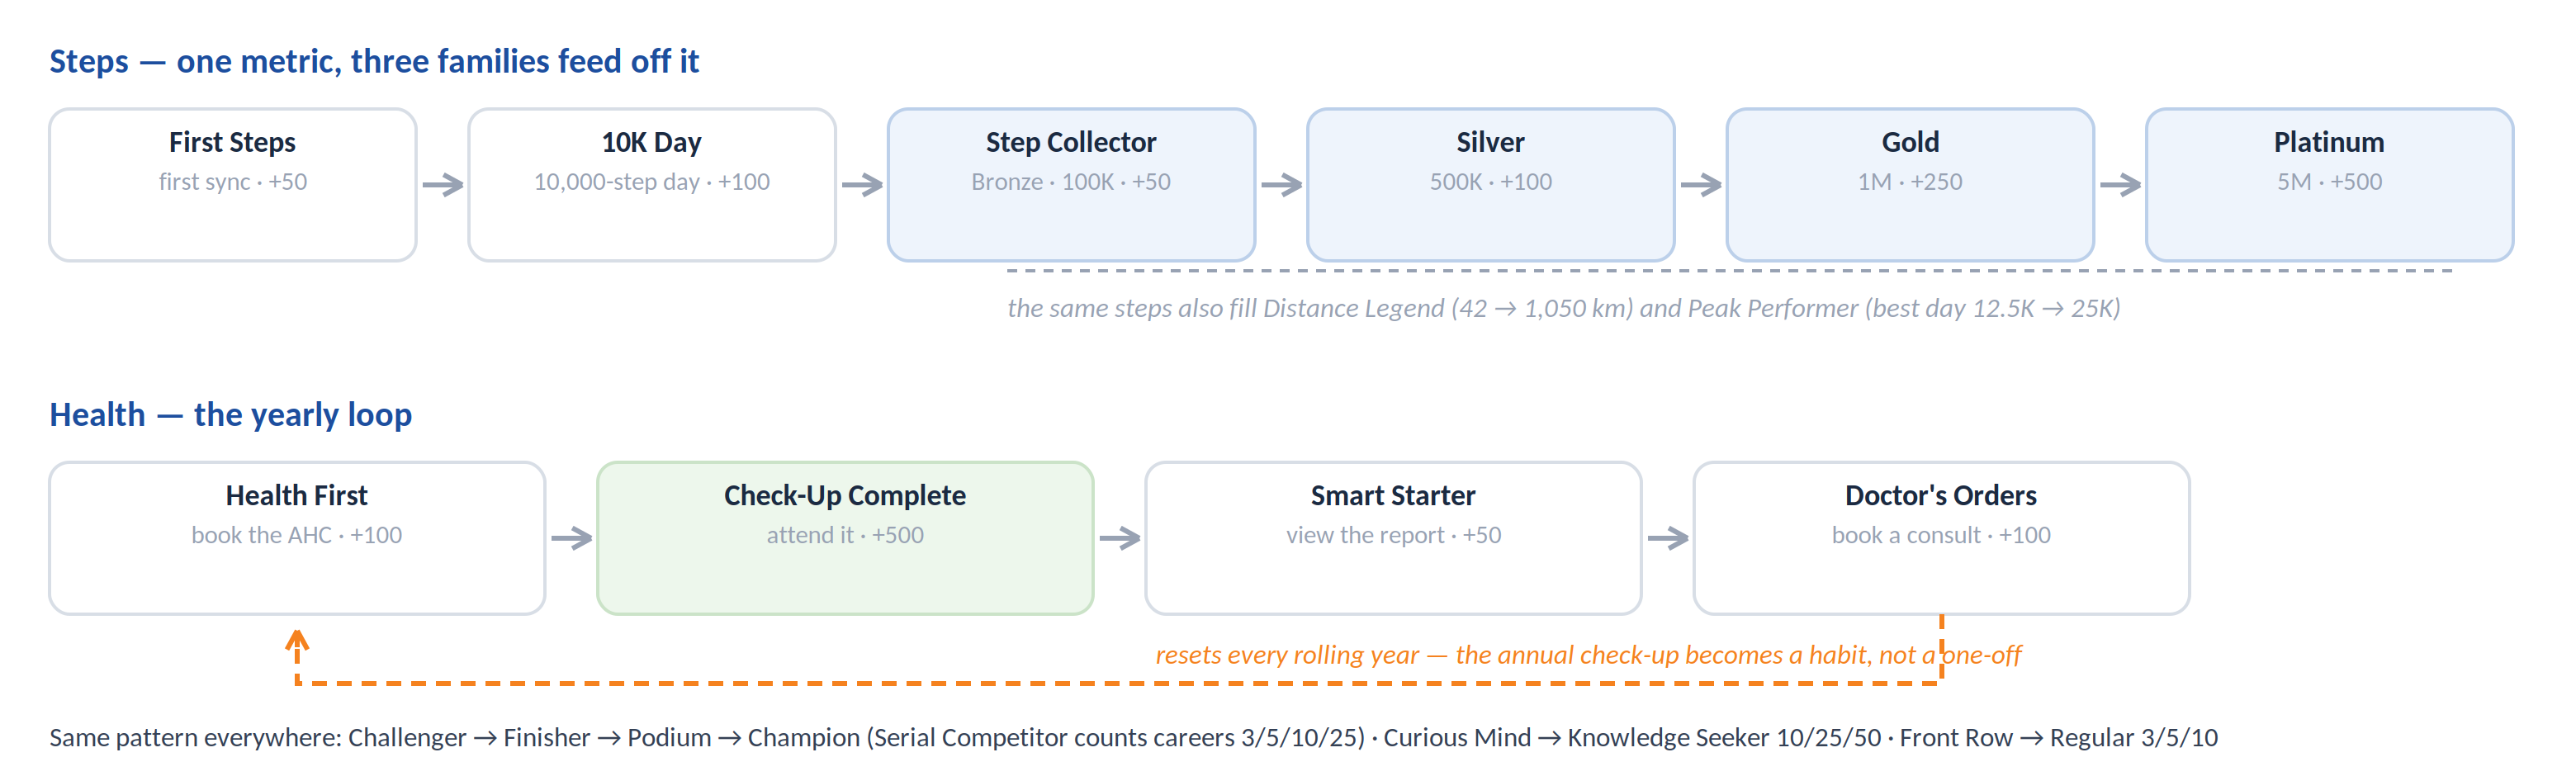 Steps — one metric, three families feed off it
First Steps
first sync · +50
10K Day
10,000-step day · +100
Step Collector
Bronze · 100K · +50
Silver
500K · +100
Gold
1M · +250
Platinum
5M · +500
the same steps also fill Distance Legend (42 → 1,050 km) and Peak Performer (best day 12.5K → 25K)
Health — the yearly loop
Health First
book the AHC · +100
Check-Up Complete
attend it · +500
Smart Starter
view the report · +50
Doctor's Orders
book a consult · +100
resets every rolling year — the annual check-up becomes a habit, not a one-off
Same pattern everywhere: Challenger → Finisher → Podium → Champion (Serial Competitor counts careers 3/5/10/25) · Curious Mind → Knowledge Seeker 10/25/50 · Front Row → Regular 3/5/10